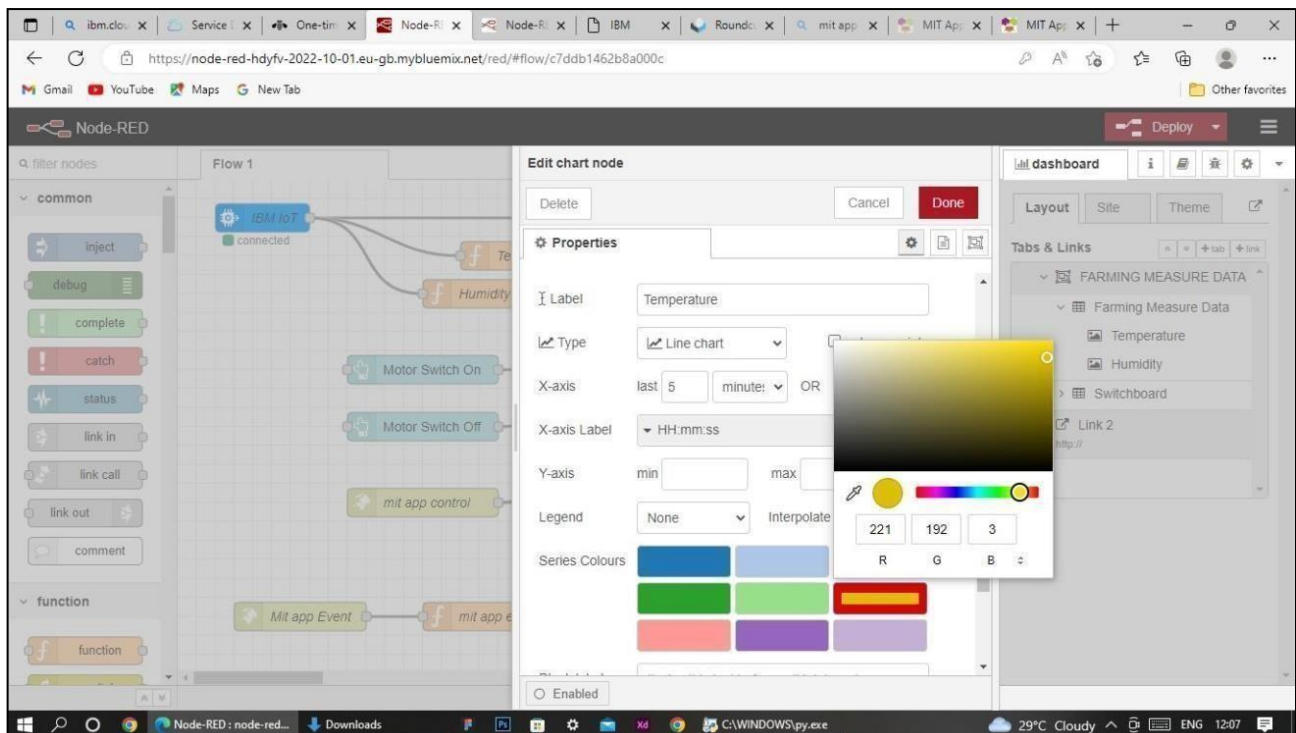 ibm.clou
Service
One-tim
Node-R
Node-R
IBM
Roundc
mit app
MIT App
MIT App
https://node-red-hdyfv-2022-10-01.eu-gb.mybluemix.net/red/#flow/c7ddb1462b8a000c
Gmail YouTube Maps New Tab Other favorites
Node-RED Deploy
filter nodes
Flow 1
Edit chart node
dashboard
common
Delete Cancel Done
Layout Site Theme
IBM IoT
connected
Properties
Tabs & Links
+tab +link
inject
Te
FARMING MEASURE DATA
debug
Humidity
Label Temperature
Farming Measure Data
complete
Type Line chart
Temperature
catch
Motor Switch On
X-axis last 5 minutes OR
Humidity
status
Switchboard
Motor Switch Off
X-axis Label HH:mm:ss
Link 2
http://
link in
link call
mit app control
Y-axis min max
link out
Legend None Interpolate
221 192 3
R G B
comment
Series Colours
function
Mit app Event
mit app e
function
Enabled
Node-RED : node-red...
Downloads
Ps
Xd
C:\WINDOWS\py.exe
29°C Cloudy
ENG
12:07